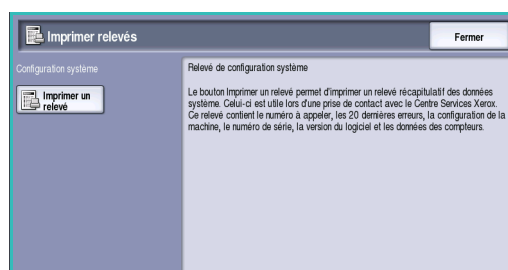 Imprimer relevés
Fermer
Configuration système
Imprimer un
relevé
Relevé de configuration système
Le bouton Imprimer un relevé permet d'imprimer un relevé récapitulatif des données
système. Celui-ci est utile lors d'une prise de contact avec le Centre Services Xerox.
Ce relevé contient le numéro à appeler, les 20 dernières erreurs, la configuration de la
machine, le numéro de série, la version du logiciel et les données des compteurs.